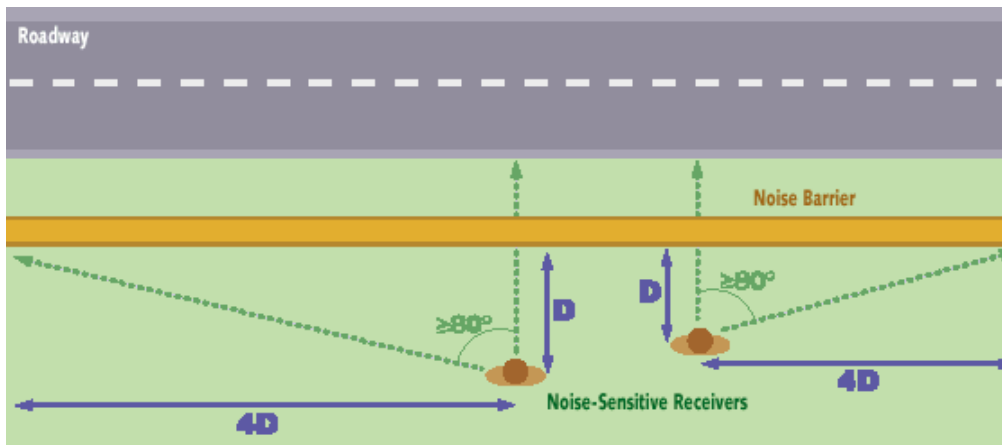 Roadway
Noise Barrier
D
D
≥80°
≥80°
4D
4D
Noise-Sensitive Receivers